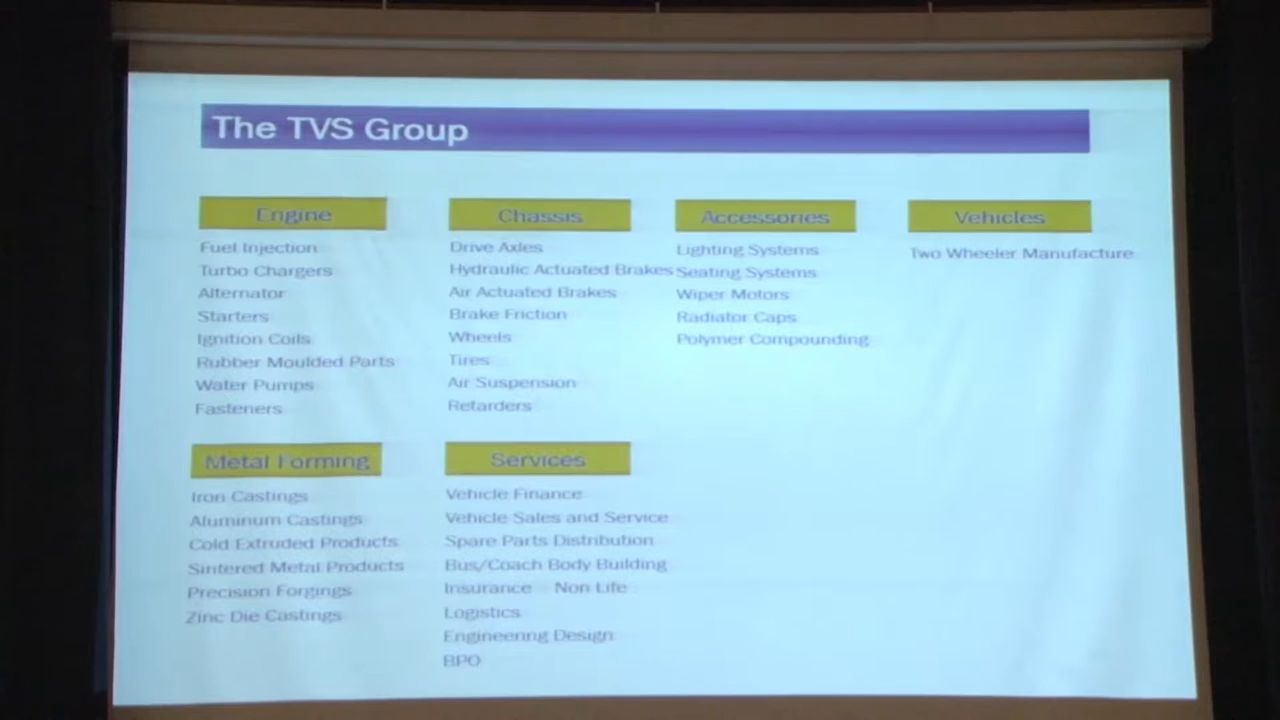 The TVS Group
Engine
Fuel Injection
Turbo Chargers
Alternator
Starters
Ignition Coils
Rubber Moulded Parts
Water Pumps
Fasteners
Chassis
Drive Axles
Hydraulic Actuated Brakes
Air Actuated Brakes
Brake Friction
Wheels
Tires
Air Suspension
Retarders
Accessories
Lighting Systems
Seating Systems
Wiper Motors
Radiator Caps
Polymer Compounding
Vehicles
Two Wheeler Manufacture
Metal Forming
Iron Castings
Aluminum Castings
Cold Extruded Products
Sintered Metal Products
Precision Forgings
Zinc Die Castings
Services
Vehicle Finance
Vehicle Sales and Service
Spare Parts Distribution
Bus/Coach Body Building
Insurance – Non Life
Logistics
Engineering Design
BPO